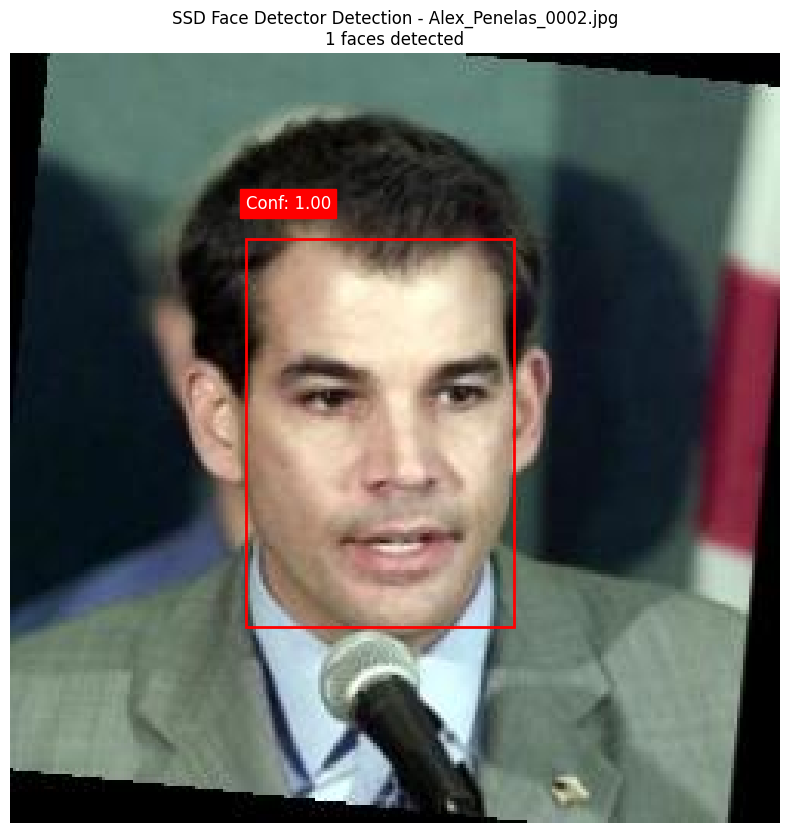 SSD Face Detector Detection - Alex_Penelas_0002.jpg
1 faces detected
Conf: 1.00